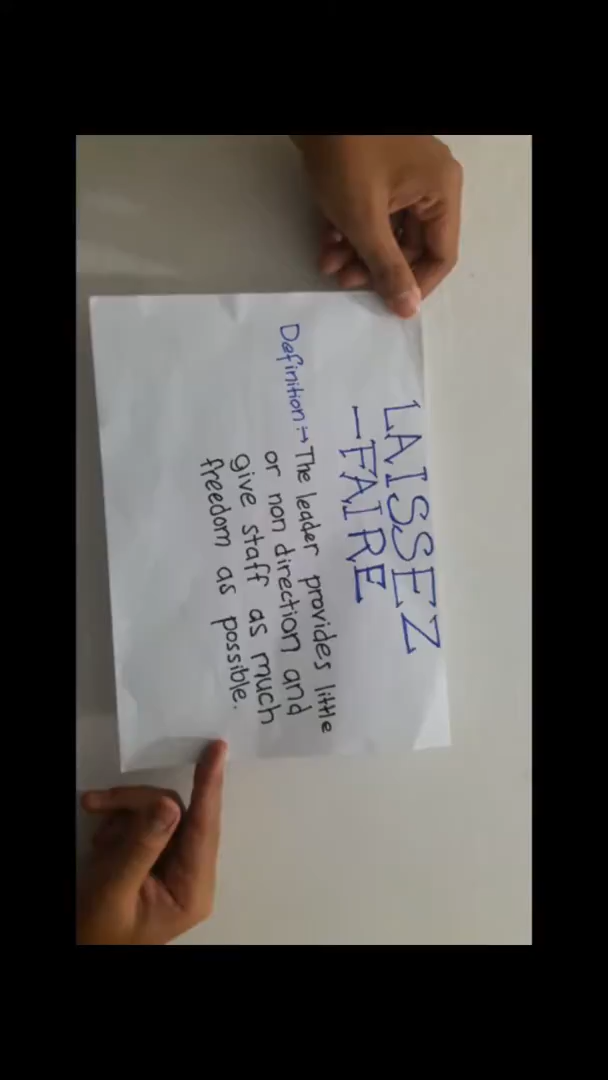 LAISSEZ
-FAIRE
Definition:→ The leader provides little
or non direction and
give staff as much
freedom as possible.